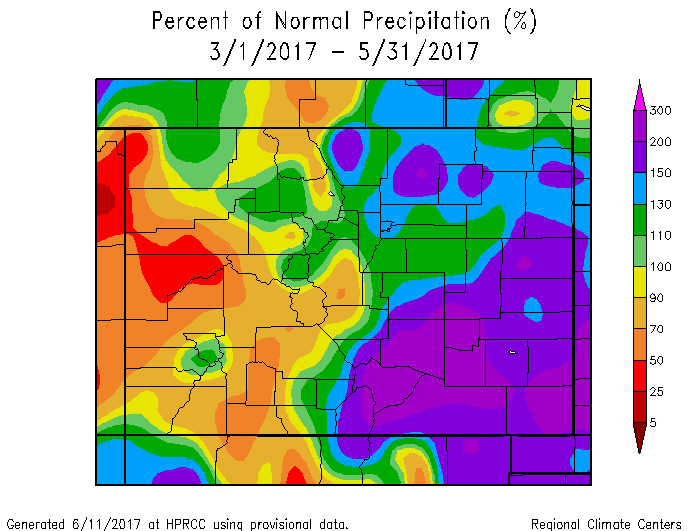 Percent of Normal Precipitation (%)
3/1/2017 – 5/31/2017
300
200
150
130
110
100
90
70
50
25
5
Generated 6/11/2017 at HPRCC using provisional data.
Regional Climate Centers